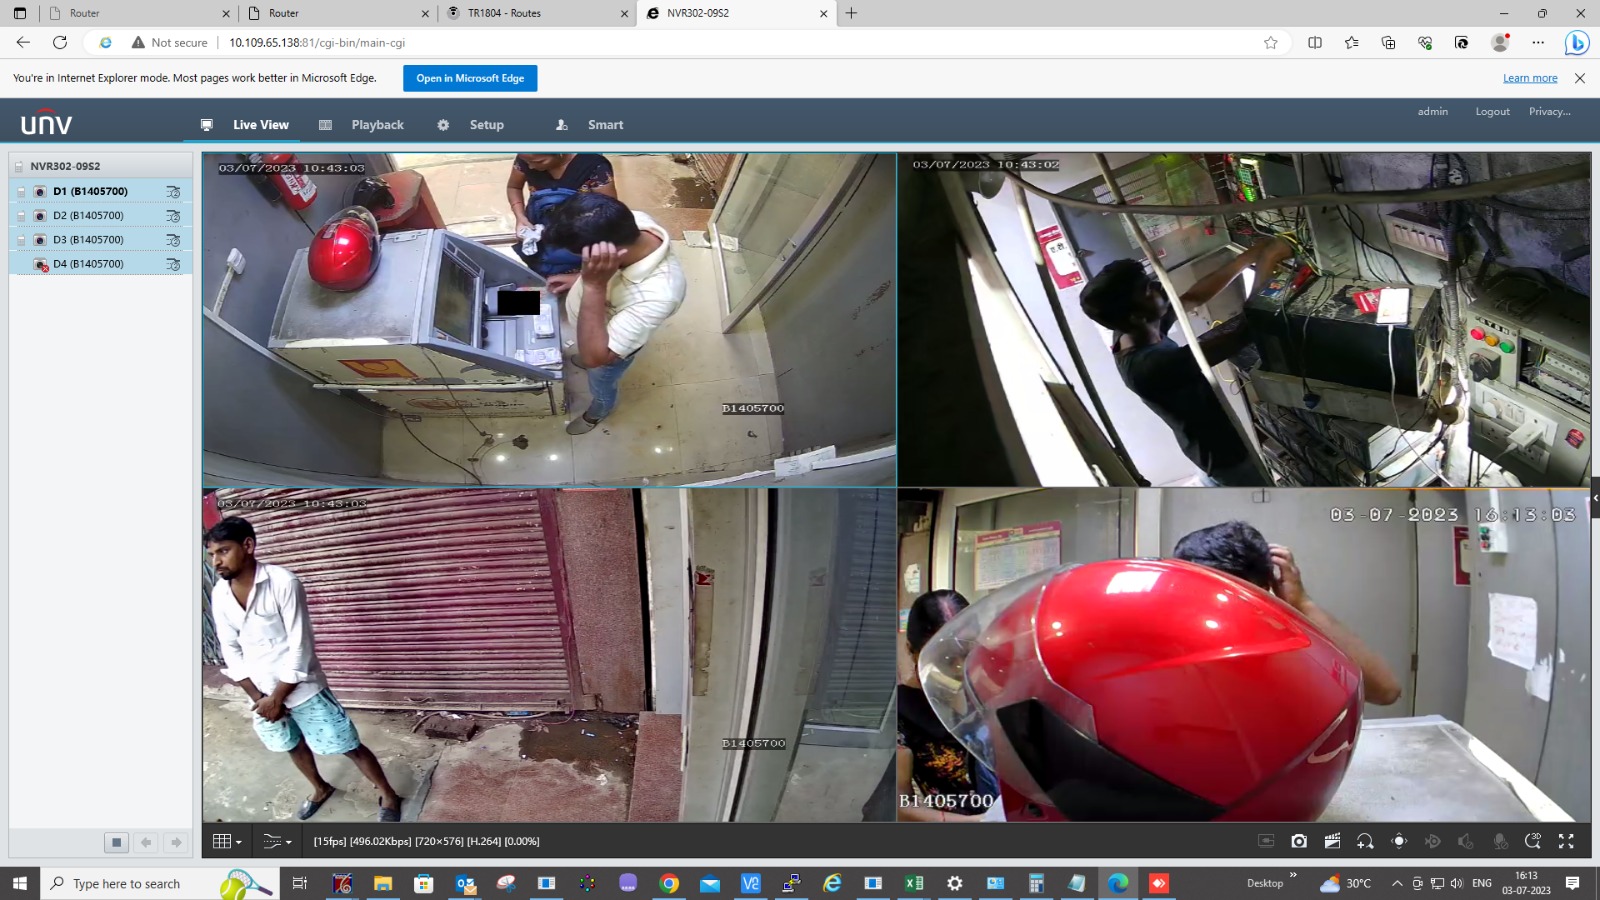 Router
Router
TR1804 - Routes
NVR302-09S2
Not secure
10.109.65.138:81/cgi-bin/main-cgi
You're in Internet Explorer mode. Most pages work better in Microsoft Edge.
Open in Microsoft Edge
Learn more
unv
Live View
Playback
Setup
Smart
admin
Logout
Privacy...
NVR302-09S2
D1 (B1405700)
D2 (B1405700)
D3 (B1405700)
D4 (B1405700)
03/07/2023 10:43:03
B1405700
03/07/2023 10:43:02
03/07/2023 10:43:03
B1405700
03-07-2023 16:13:03
B1405700
[15fps] [496.02Kbps] [720×576] [H.264] [0.00%]
Type here to search
Desktop
30°C
ENG
16:13
03-07-2023